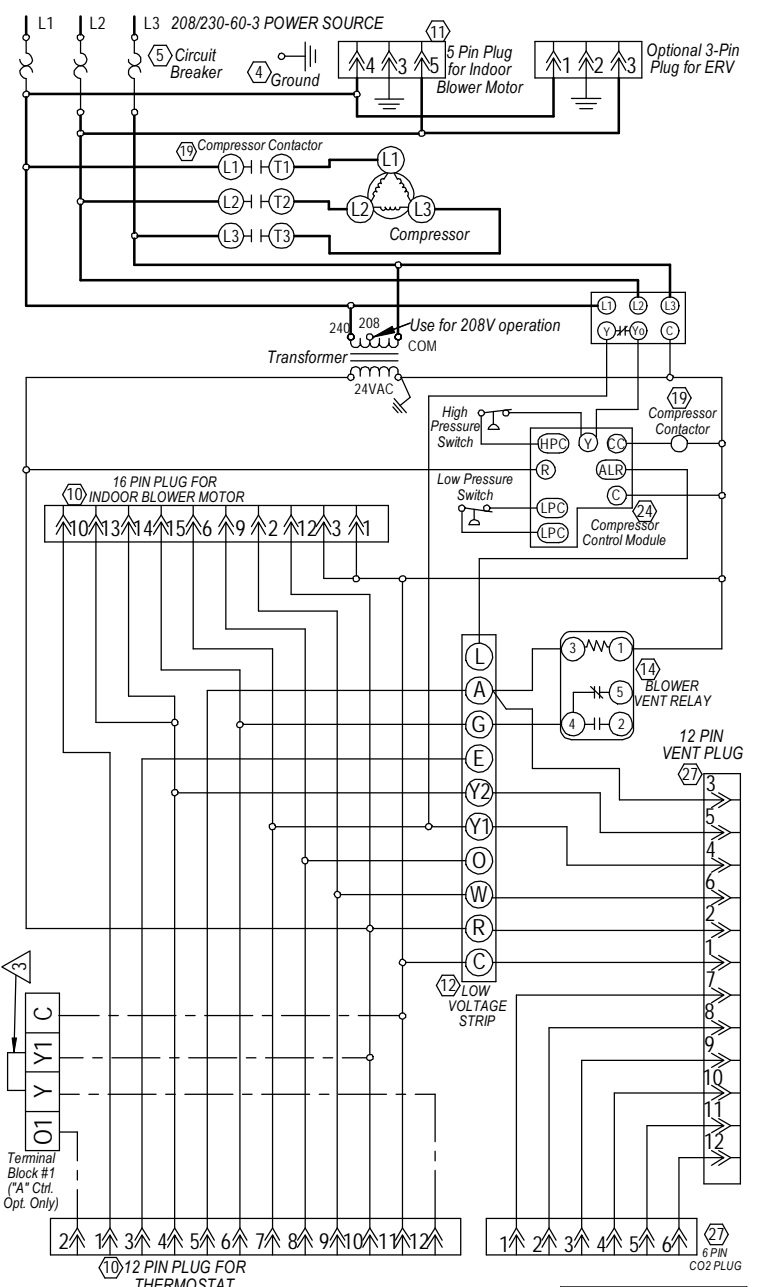 L1 L2 L3 208/230-60-3 POWER SOURCE
5 Circuit
Breaker
4 Ground
11
4 3 5
5 Pin Plug
for Indoor
Blower Motor
1 2 3
Optional 3-Pin
Plug for ERV
19 Compressor Contactor
L1 T1 L1
L2 T2 L2 L3
L3 T3
Compressor
L1 L2 L3
Y Yo C
240 208 Use for 208V operation
COM
Transformer
24VAC
High
Pressure
Switch
19
Compressor
Contactor
HPC Y CC
R ALR
C
LPC
LPC
Low Pressure
Switch
24
Compressor
Control Module
16 PIN PLUG FOR
10 INDOOR BLOWER MOTOR
10 13 14 15 6 9 2 12 3 1
L
A
G
E
Y2
Y1
O
W
R
C
12 LOW
VOLTAGE
STRIP
3 1
5
4 2
14
BLOWER
VENT RELAY
12 PIN
VENT PLUG
27
3
5
4
6
2
1
7
8
9
10
11
12
3
C
Y1
Y
O1
Terminal
Block #1
("A" Ctrl.
Opt. Only)
2 1 3 4 5 6 7 8 9 10 11 12
10 12 PIN PLUG FOR
THERMOSTAT
1 2 3 4 5 6
27
6 PIN
CO2 PLUG